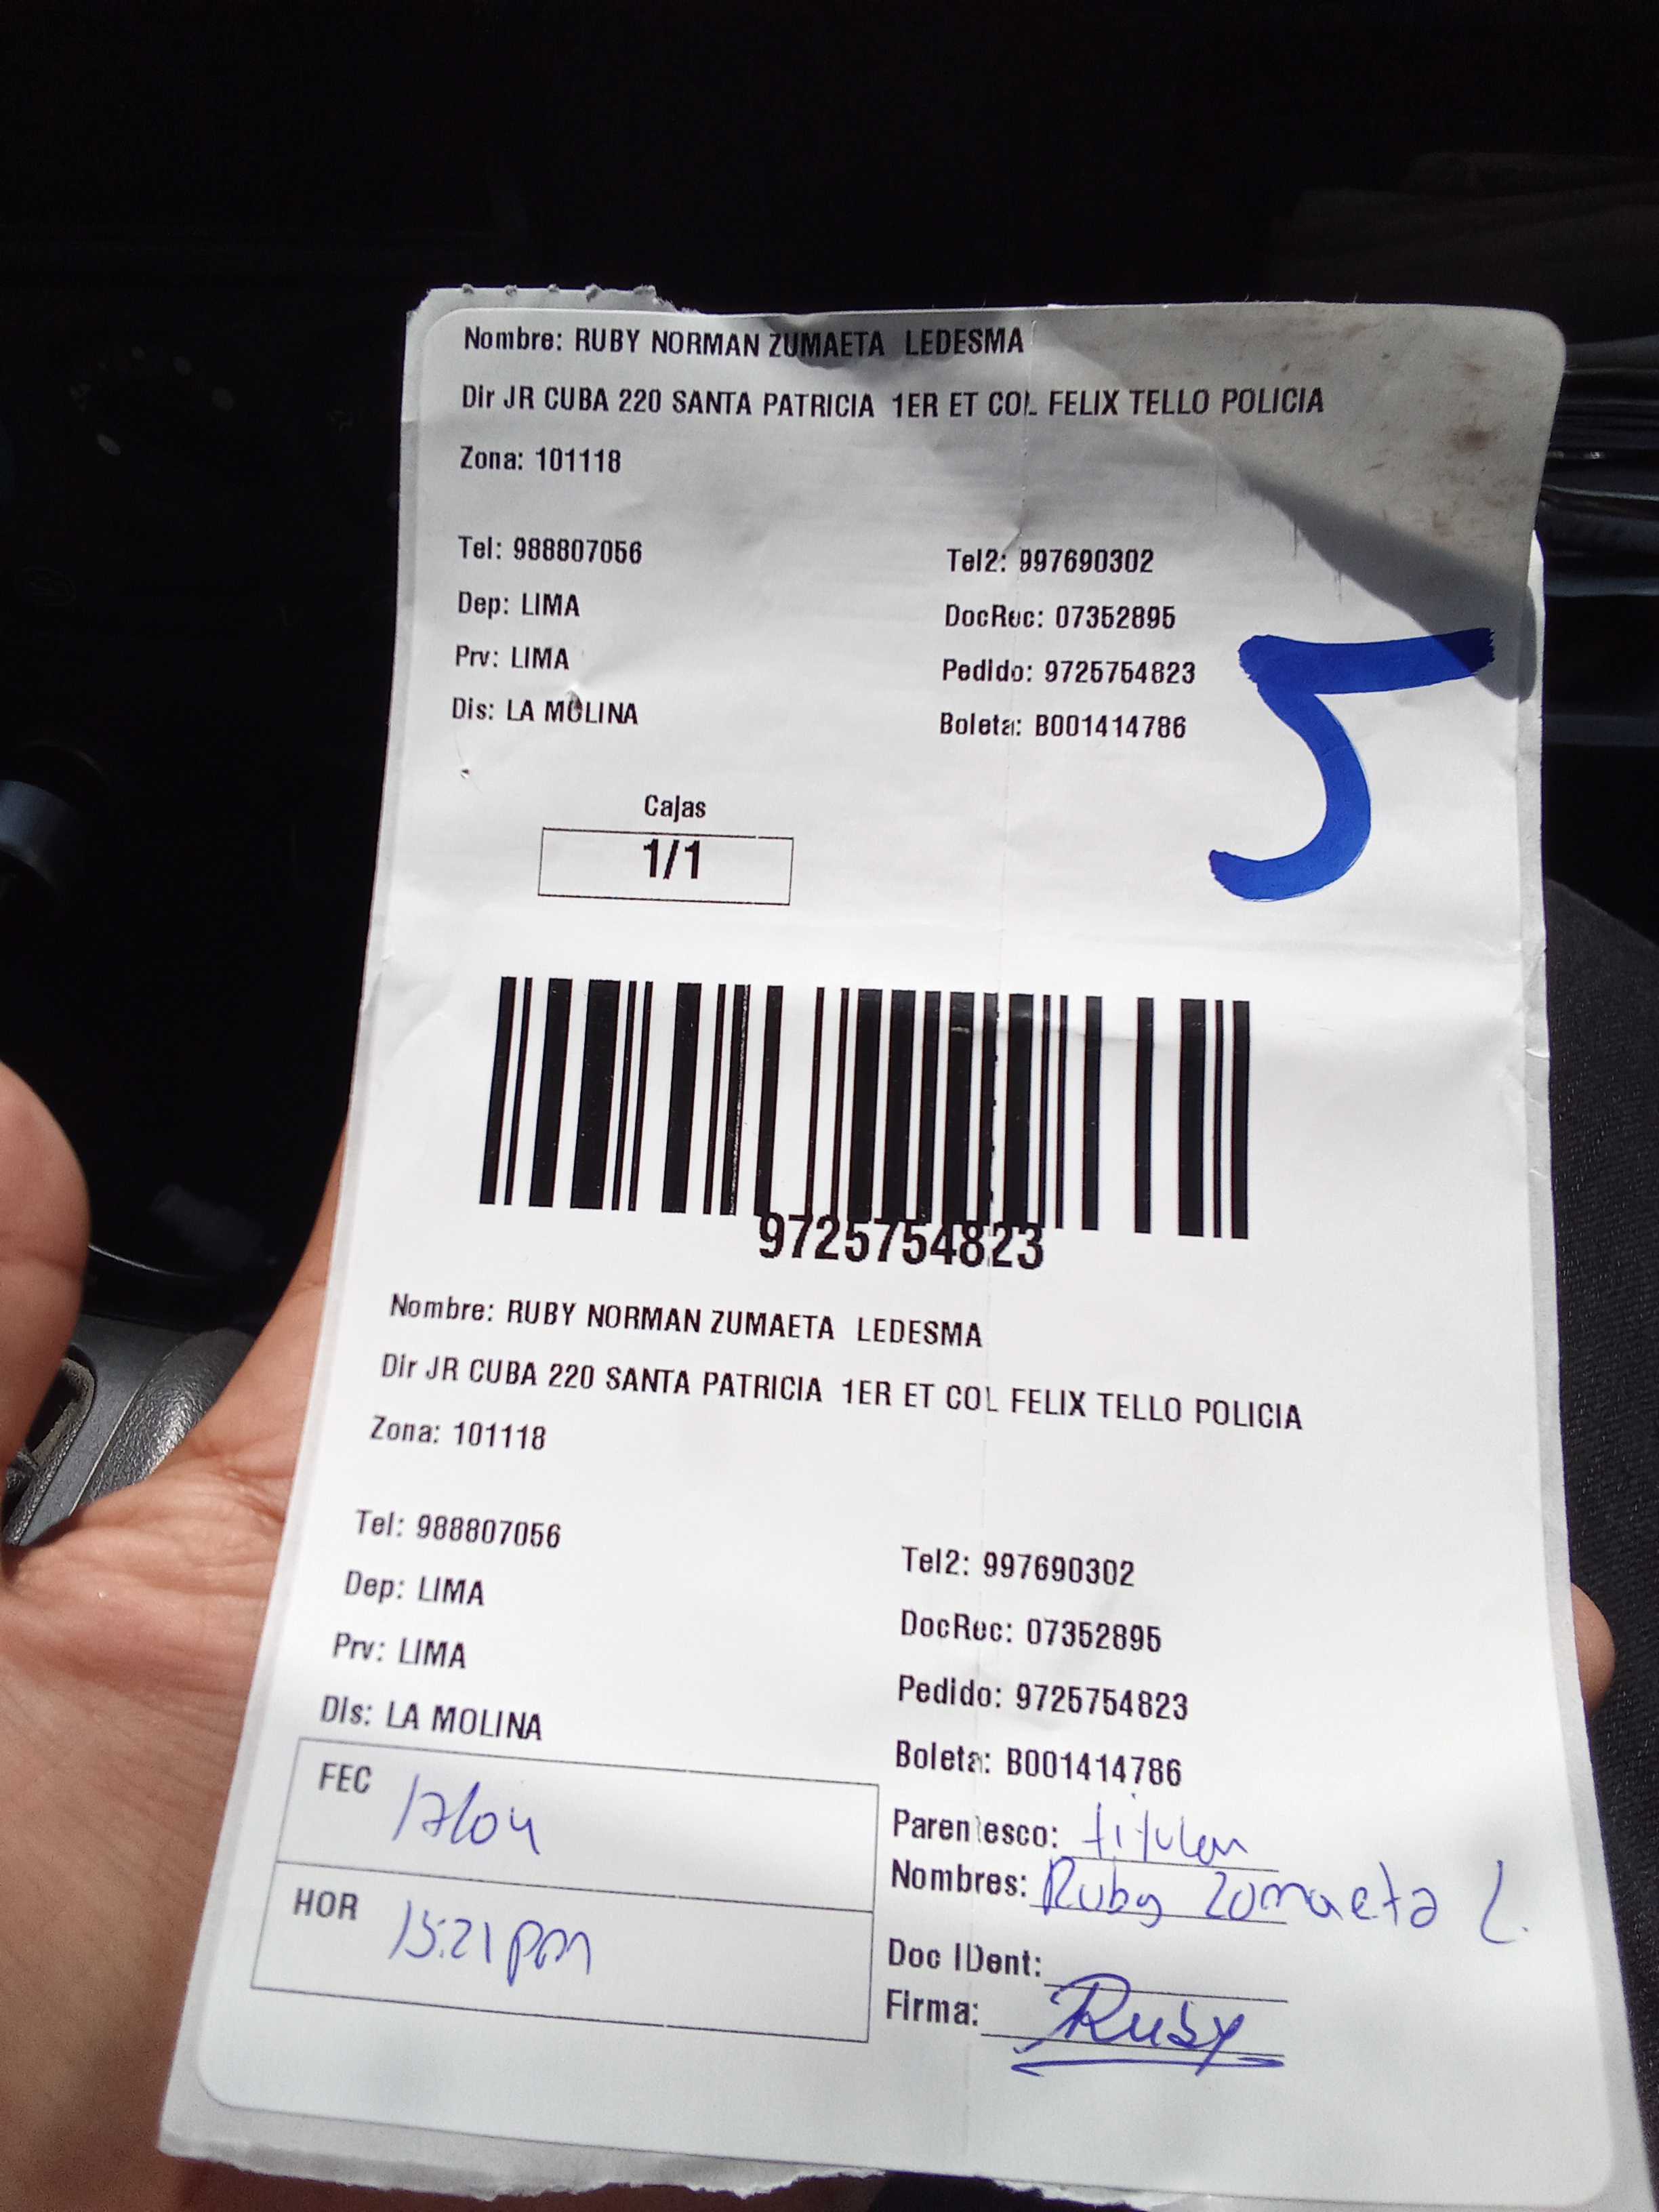 Nombre: RUBY NORMAN ZUMAETA LEDESMA
Dir JR CUBA 220 SANTA PATRICIA 1ER ET COL FELIX TELLO POLICIA
Zona: 101118
Tel: 988807056 Tel2: 997690302
Dep: LIMA DocRec: 07352895
Prv: LIMA Pedido: 9725754823
Dis: LA MOLINA Boleta: B001414786
5
Cajas
1/1
9725754823
Nombre: RUBY NORMAN ZUMAETA LEDESMA
Dir JR CUBA 220 SANTA PATRICIA 1ER ET COL FELIX TELLO POLICIA
Zona: 101118
Tel: 988807056 Tel2: 997690302
Dep: LIMA DocRec: 07352895
Prv: LIMA Pedido: 9725754823
Dis: LA MOLINA Boleta: B001414786
FEC 17/04 Parentesco: titular
Nombres: Ruby Zumaeta L.
HOR 15:21 pm Doc IDent:
Firma: Ruby